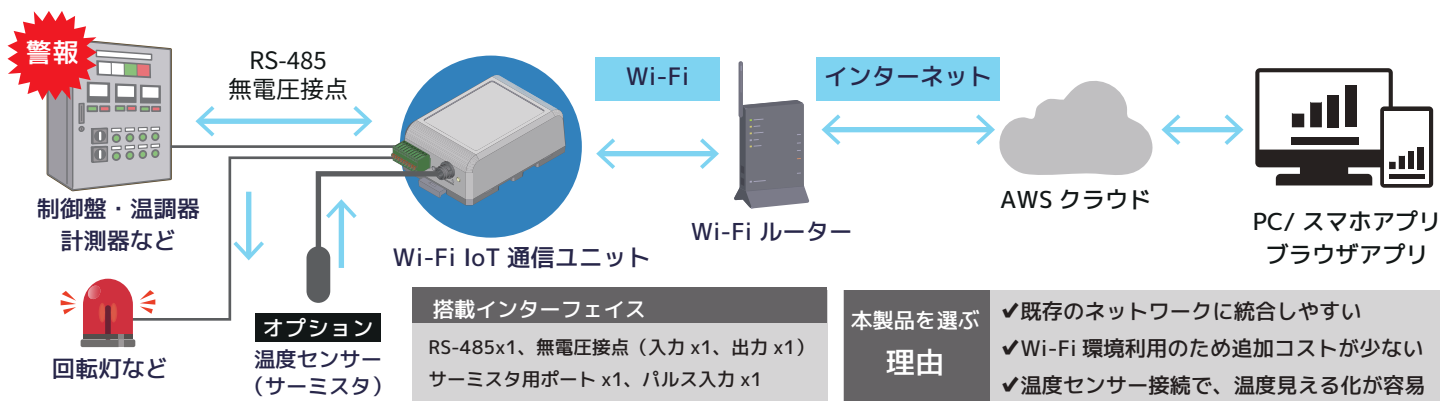 警報
RS-485
無電圧接点
Wi-Fi
インターネット
制御盤・温調器
計測器など
Wi-Fi IoT 通信ユニット
Wi-Fi ルーター
AWS クラウド
PC/ スマホアプリ
ブラウザアプリ
回転灯など
オプション
温度センサー
（サーミスタ）
搭載インターフェイス
RS-485x1、無電圧接点（入力 x1、出力 x1）
サーミスタ用ポート x1、パルス入力 x1
本製品を選ぶ
理由
✔既存のネットワークに統合しやすい
✔Wi-Fi 環境利用のため追加コストが少ない
✔温度センサー接続で、温度見える化が容易